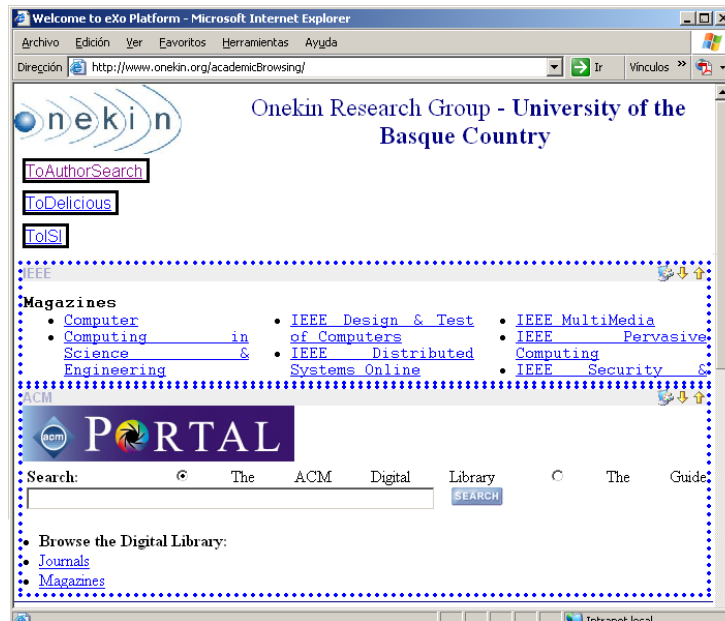 Welcome to eXo Platform - Microsoft Internet Explorer
Archivo Edición Ver Favoritos Herramientas Ayuda
Dirección http://www.onekin.org/academicBrowsing/ Ir Vínculos »
onekin
Onekin Research Group - University of the
Basque Country
ToAuthorSearch
ToDelicious
ToISI
IEEE
Magazines
• Computer • IEEE Design & Test • IEEE MultiMedia
• Computing in of Computers • IEEE Pervasive
Science & • IEEE Distributed Computing
Engineering Systems Online • IEEE Security &
ACM
acm PORTAL
Search: The ACM Digital Library The Guide
SEARCH
• Browse the Digital Library:
• Journals
• Magazines
Intranet local